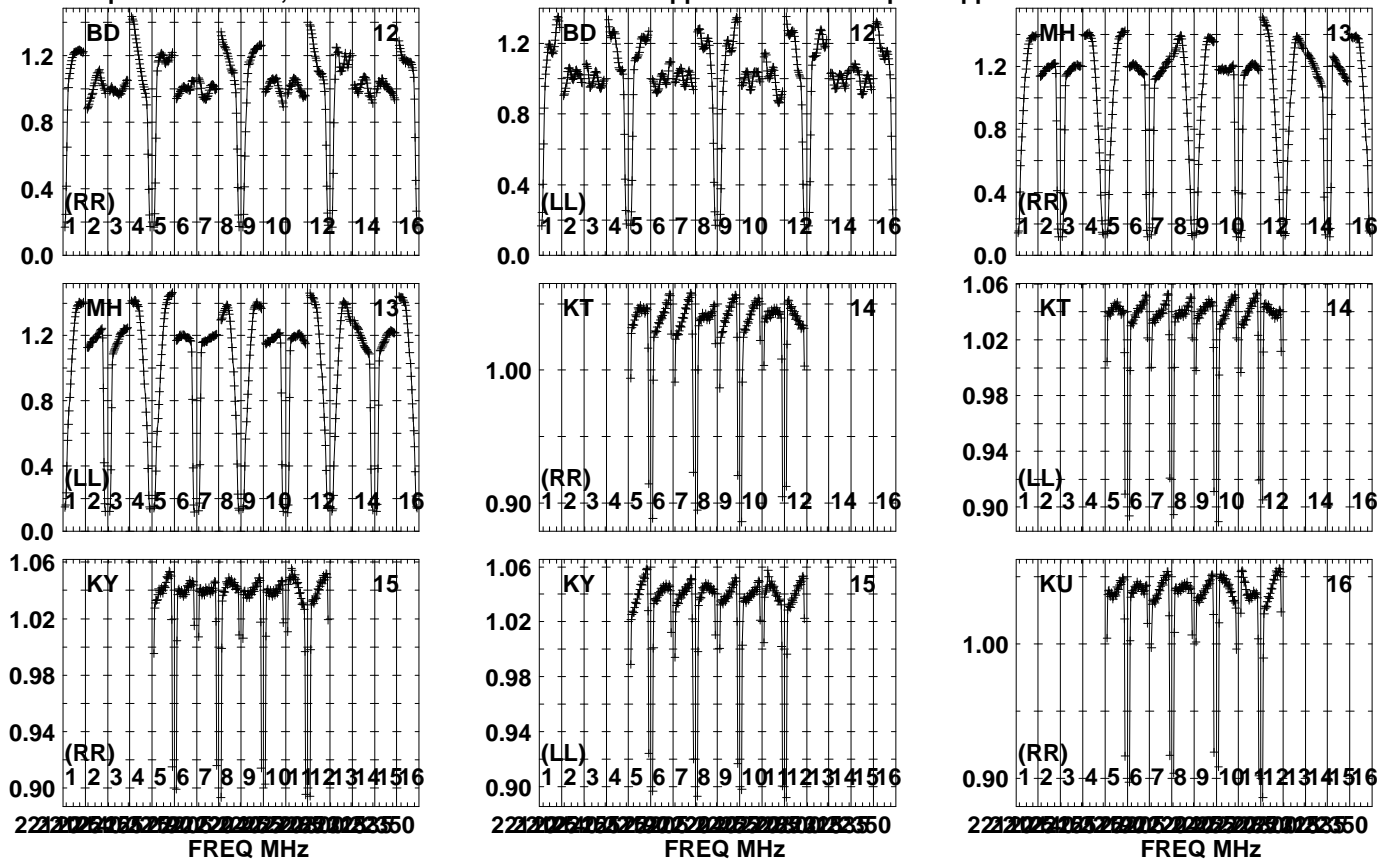 BD 12 BD 12 MH 13
1.2 1.2 1.6
0.8 0.8 1.2
0.4 0.4 0.8
0.0 0.0 0.4
0.0
(RR) (LL) (RR)
1 2 3 4 5 6 7 8 9 10 12 14 16
1 2 3 4 5 6 7 8 9 10 12 14 16
1 2 3 4 5 6 7 8 9 10 12 14 16
MH 13 KT 14 KT 14
1.2 1.00 1.06
0.8 0.90 1.02
0.4 0.98
0.0 0.94
0.90
(LL) (RR) (LL)
1 2 3 4 5 6 7 8 9 10 12 14 16
1 2 3 4 5 6 7 8 9 10 12 14 16
1 2 3 4 5 6 7 8 9 10 12 14 16
KY 15 KY 15 KU 16
1.06 1.06 1.00
1.02 1.02 0.90
0.98 0.98
0.94 0.94
0.90 0.90
(RR) (LL) (RR)
1 2 3 4 5 6 7 8 9 10 11 12 13 14 15 16
1 2 3 4 5 6 7 8 9 10 11 12 13 14 15 16
1 2 3 4 5 6 7 8 9 10 11 12 13 14 15 16
FREQ MHz FREQ MHz FREQ MHz